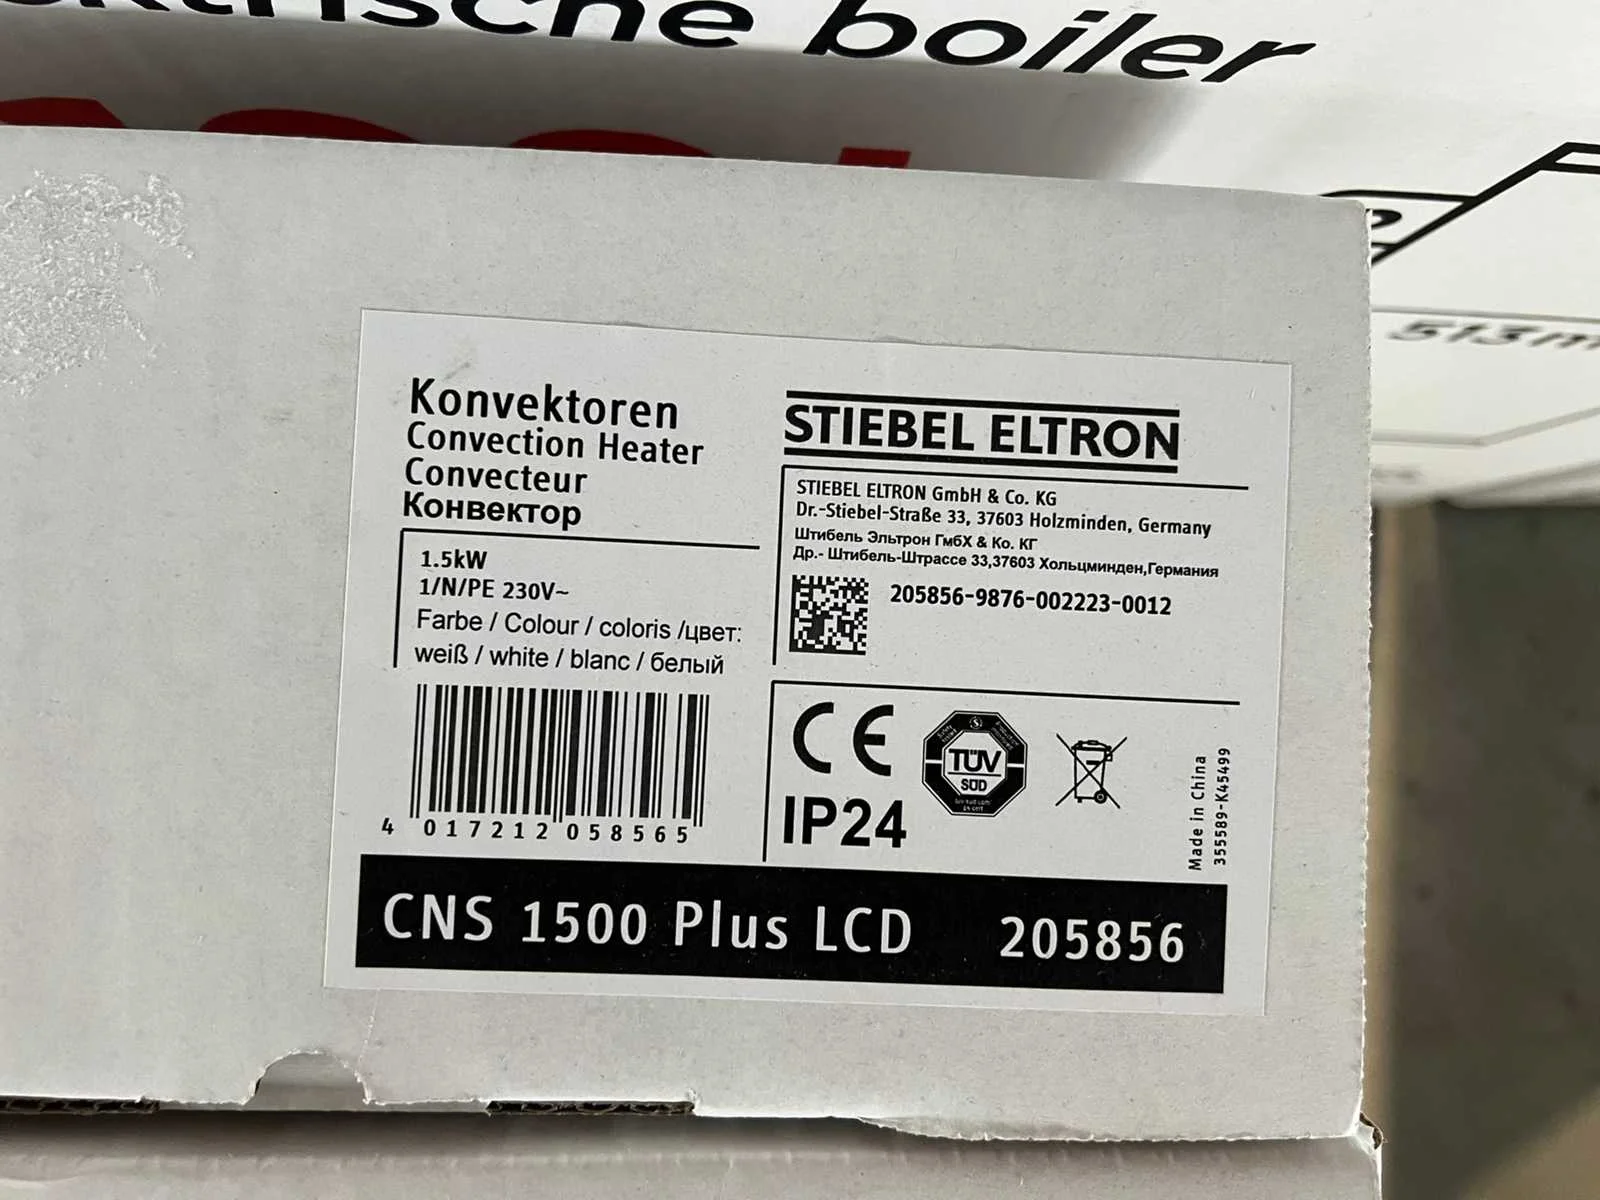 sche boiler
513m
Konvektoren
Convection Heater
Convecteur
Конвектор
1.5kW
1/N/PE 230V~
Farbe / Colour / coloris /цвет:
weiß / white / blanc / белый
4 017212 058565
STIEBEL ELTRON
STIEBEL ELTRON GmbH & Co. KG
Dr.-Stiebel-Straße 33, 37603 Holzminden, Germany
Штибель Эльтрон ГмбХ & Ко. КГ
Др.- Штибель-Штрассе 33,37603 Хольцминден,Германия
205856-9876-002223-0012
CE
TÜV
SÜD
IP24
Made in China
355589-K45499
CNS 1500 Plus LCD 205856